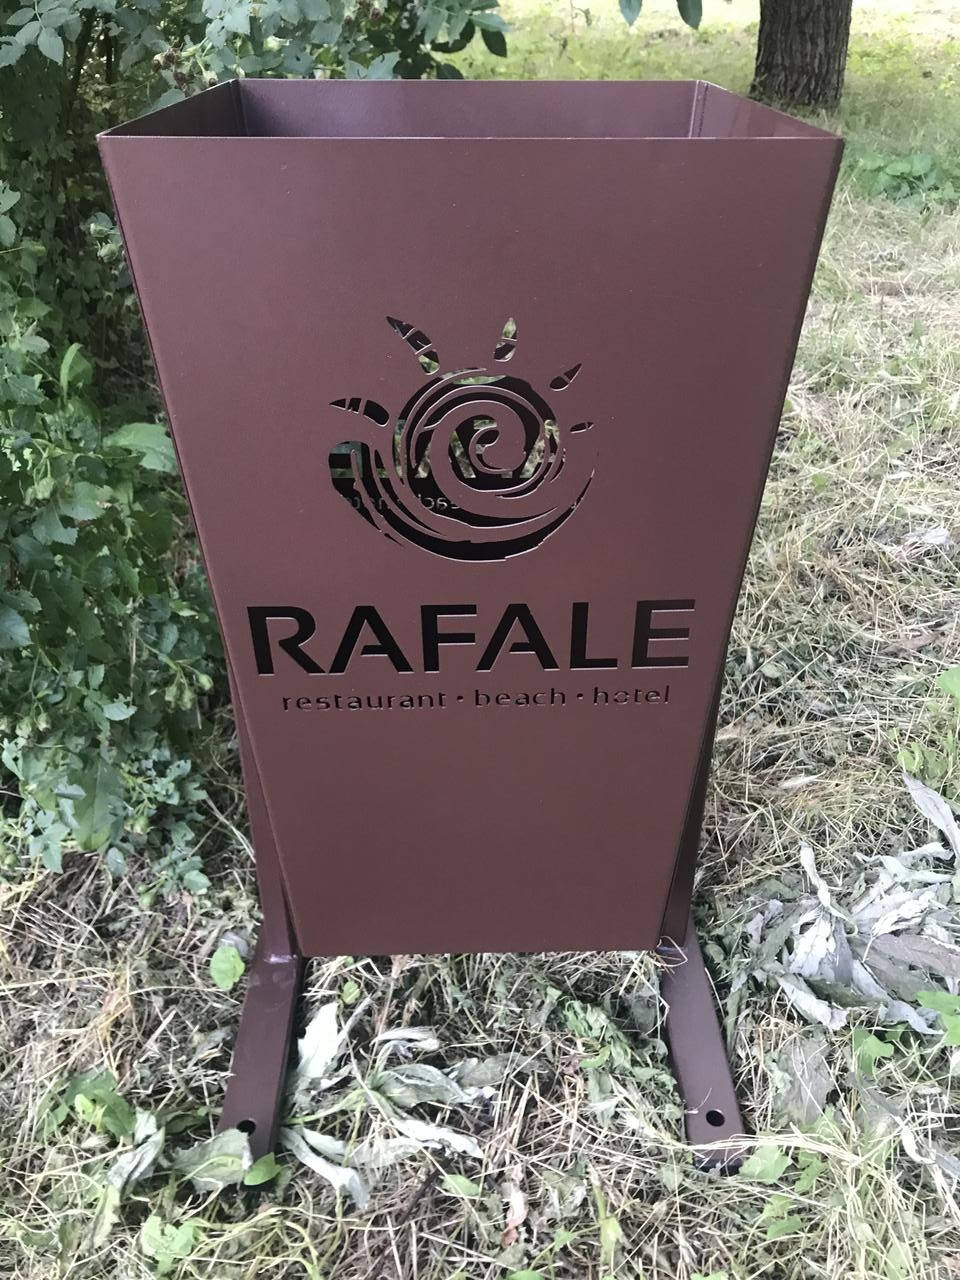 RAFALE
restaurant • beach • hotel